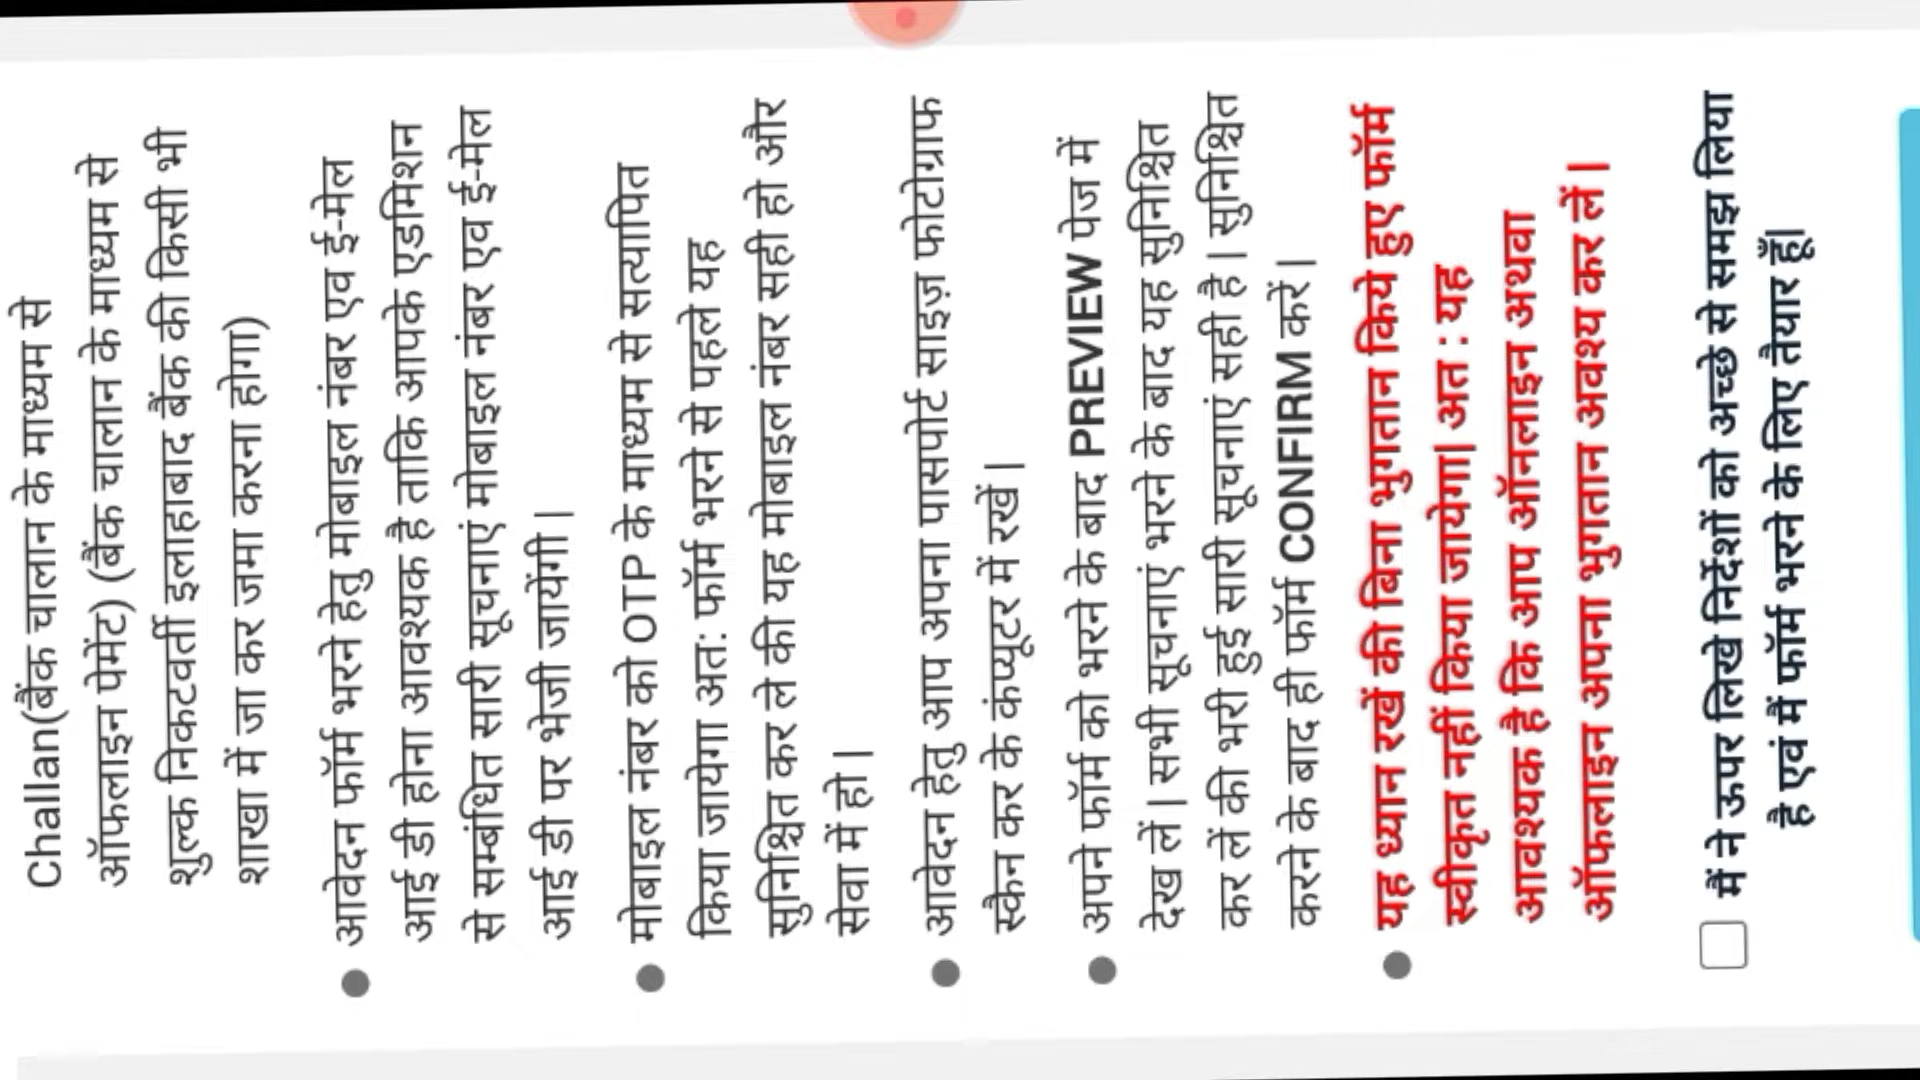 Challan(बैंक चालान के माध्यम से
ऑफलाइन पेमेंट) (बैंक चालान के माध्यम से
शुल्क निकटवर्ती इलाहाबाद बैंक की किसी भी
शाखा में जा कर जमा करना होगा)
आवेदन फॉर्म भरने हेतु मोबाइल नंबर एव ई-मेल
आई डी होना आवश्यक है ताकि आपके एडमिशन
से सम्बंधित सारी सूचनाएं मोबाइल नंबर एव ई-मेल
आई डी पर भेजी जायेंगी |
मोबाइल नंबर को OTP के माध्यम से सत्यापित
किया जायेगा अत: फॉर्म भरने से पहले यह
सुनिश्चित कर ले की यह मोबाइल नंबर सही हो और
सेवा में हो |
आवेदन हेतु आप अपना पासपोर्ट साइज़ फोटोग्राफ
स्कैन कर के कंप्यूटर में रखें |
अपने फॉर्म को भरने के बाद PREVIEW पेज में
देख लें | सभी सूचनाएं भरने के बाद यह सुनिश्चित
कर लें की भरी हुई सारी सूचनाएं सही है | सुनिश्चित
करने के बाद ही फॉर्म CONFIRM करें |
यह ध्यान रखें की बिना भुगतान किये हुए फॉर्म
स्वीकृत नहीं किया जायेगा| अत : यह
आवश्यक है कि आप ऑनलाइन अथवा
ऑफलाइन अपना भुगतान अवश्य कर लें |
मैं ने ऊपर लिखे निर्देशों को अच्छे से समझ लिया
है एवं मैं फॉर्म भरने के लिए तैयार हूँ|